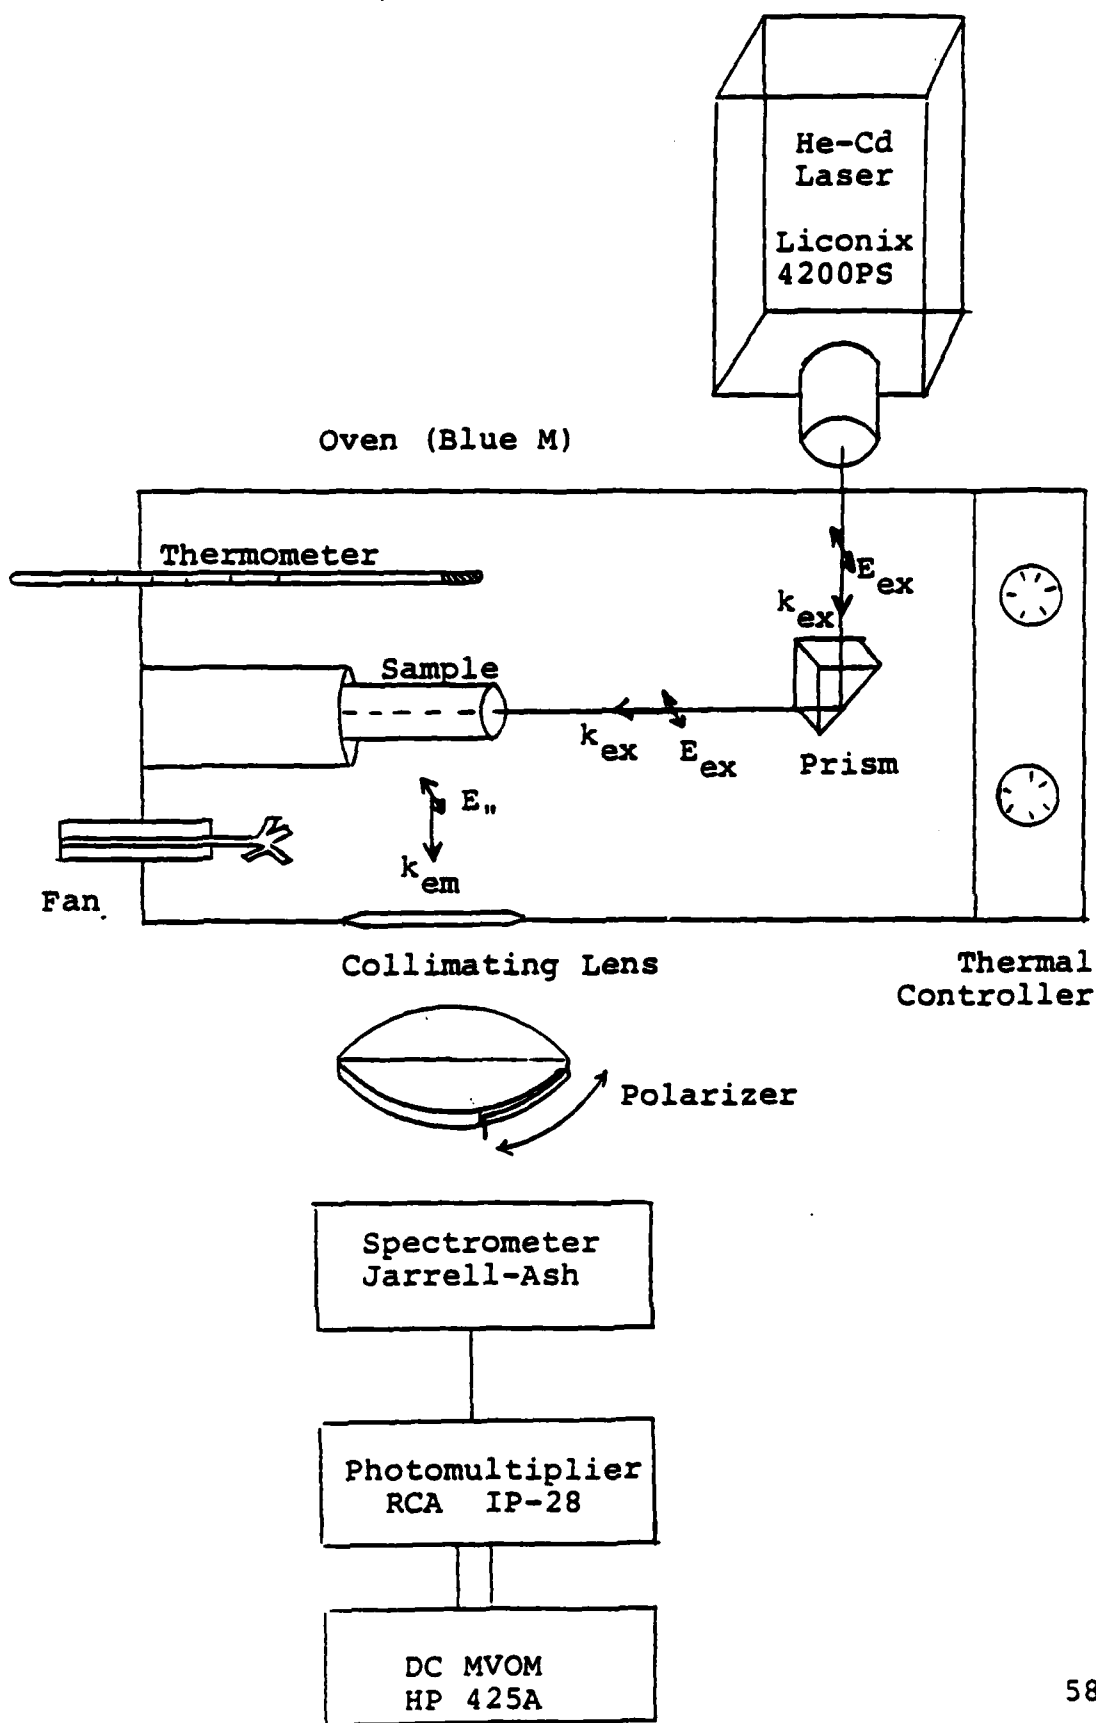 He-Cd
Laser
Liconix
4200PS
Oven (Blue M)
Thermometer
E ex
k ex
Sample
k ex
E ex
Prism
E "
k em
Fan
Collimating Lens
Thermal
Controller
Polarizer
Spectrometer
Jarrell-Ash
Photomultiplier
RCA IP-28
DC MVOM
HP 425A
58